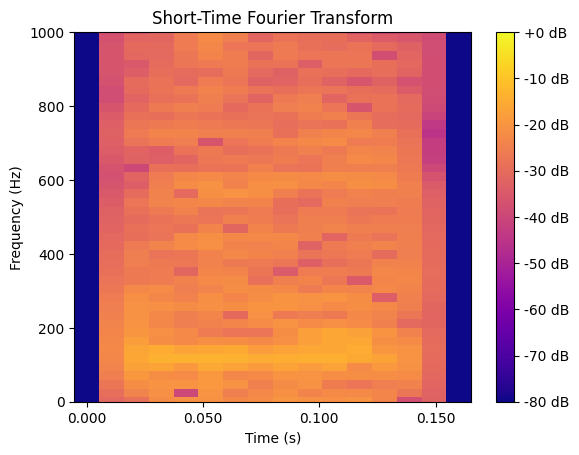 Short-Time Fourier Transform
Frequency (Hz)
1000
800
600
400
200
0
0.000
0.050
0.100
0.150
Time (s)
+0 dB
-10 dB
-20 dB
-30 dB
-40 dB
-50 dB
-60 dB
-70 dB
-80 dB